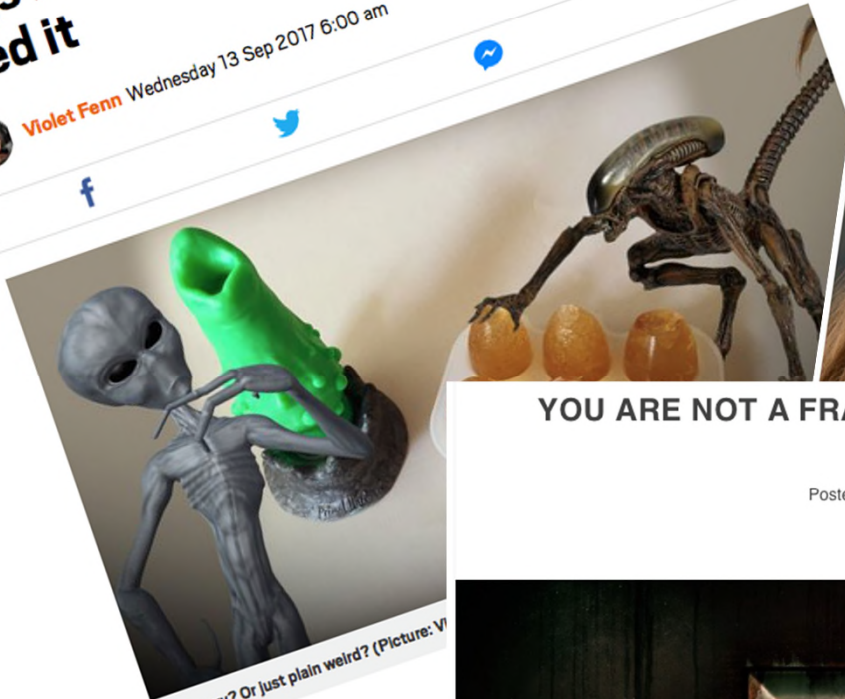 ed it
Violet Fenn Wednesday 13 Sep 2017 6:00 am
? Or just plain weird? (Picture: Vi
YOU ARE NOT A FRA
Poste